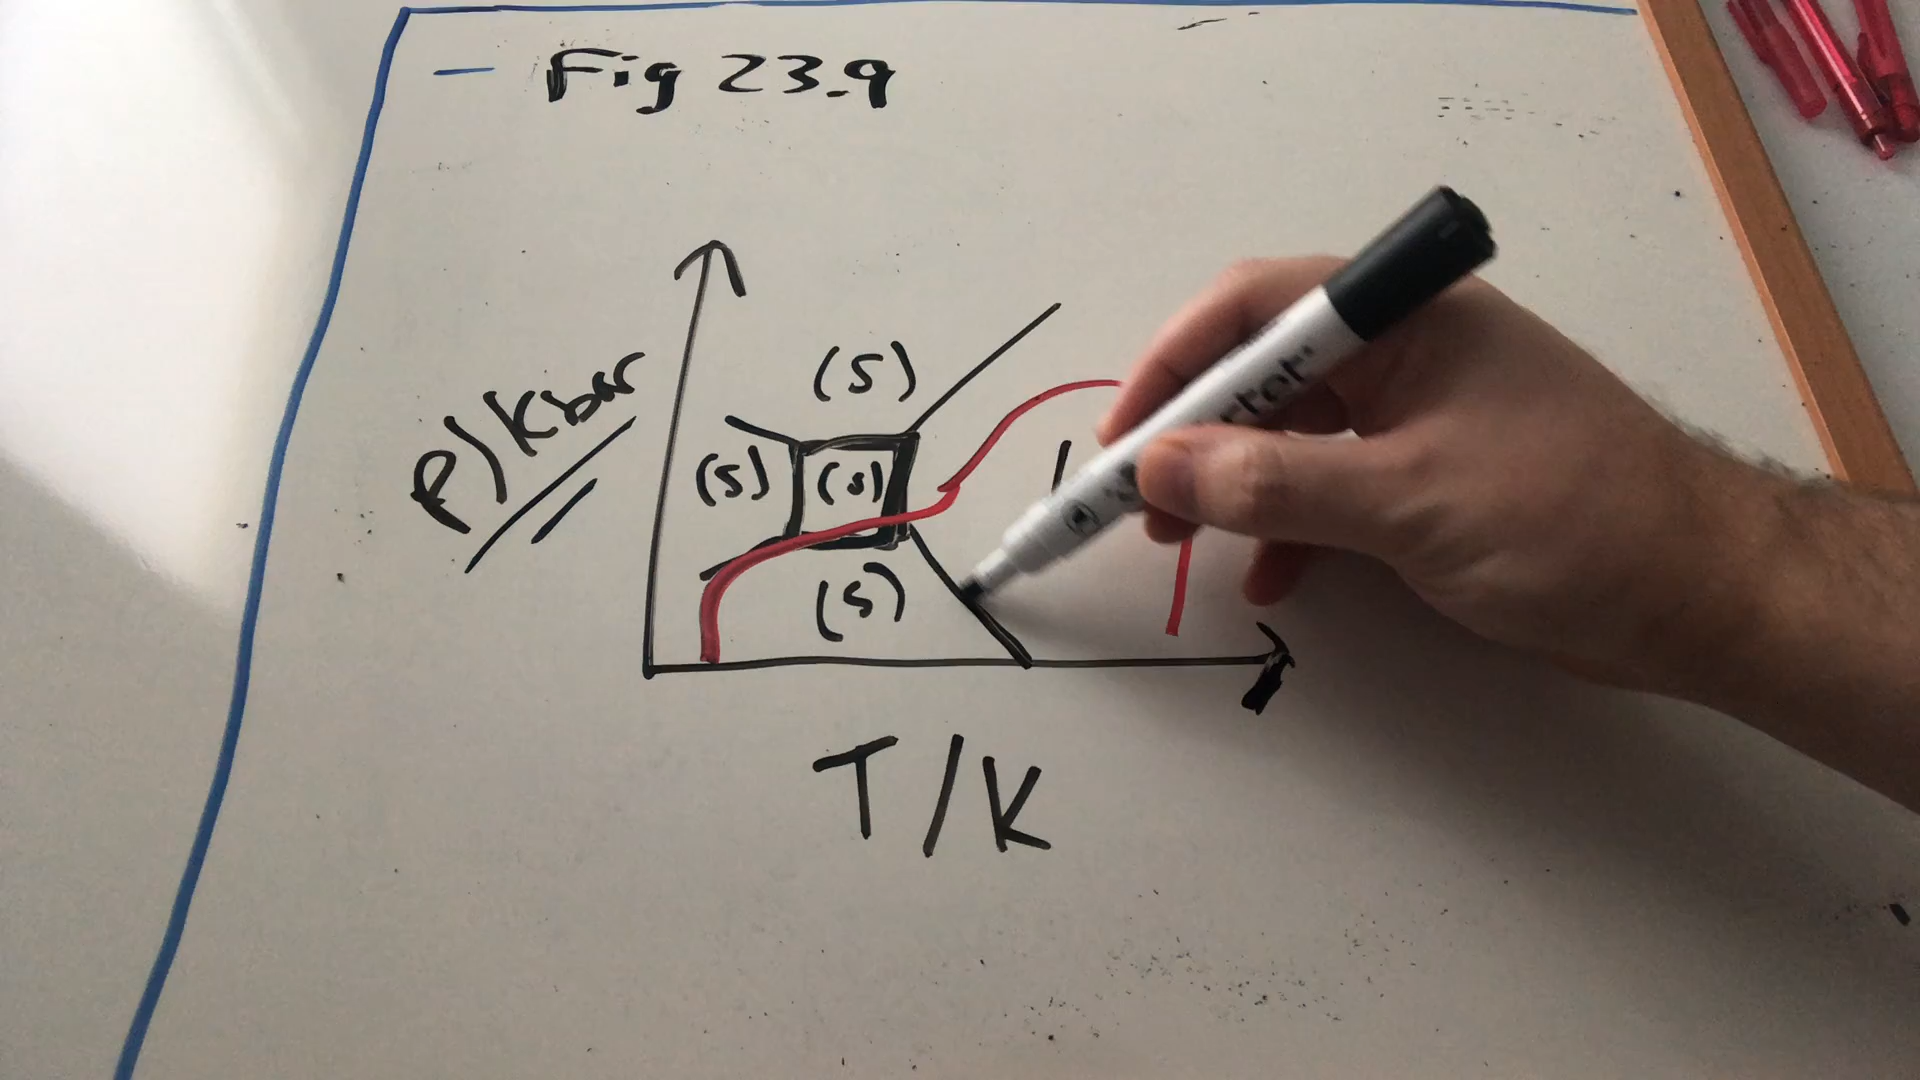 - Fig 23.9
P/Kbar
(s)
(s) (s)
(s)
T/K